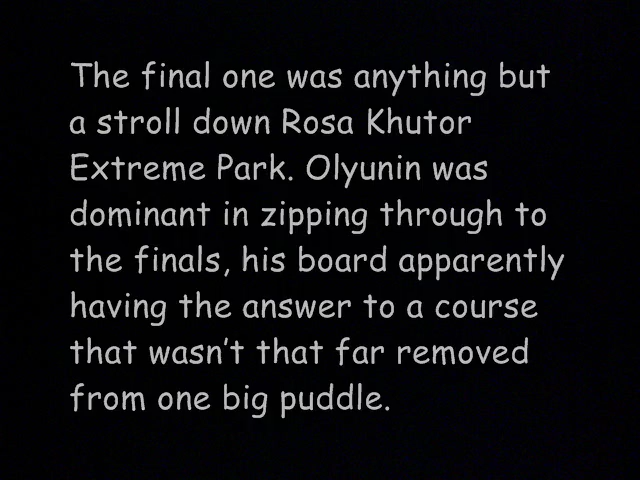 The final one was anything but
a stroll down Rosa Khutor
Extreme Park. Olyunin was
dominant in zipping through to
the finals, his board apparently
having the answer to a course
that wasn't that far removed
from one big puddle.